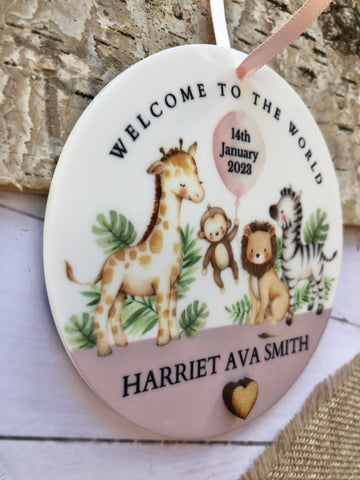 WELCOME TO THE WORLD
14th
January
2023
HARRIET AVA SMITH